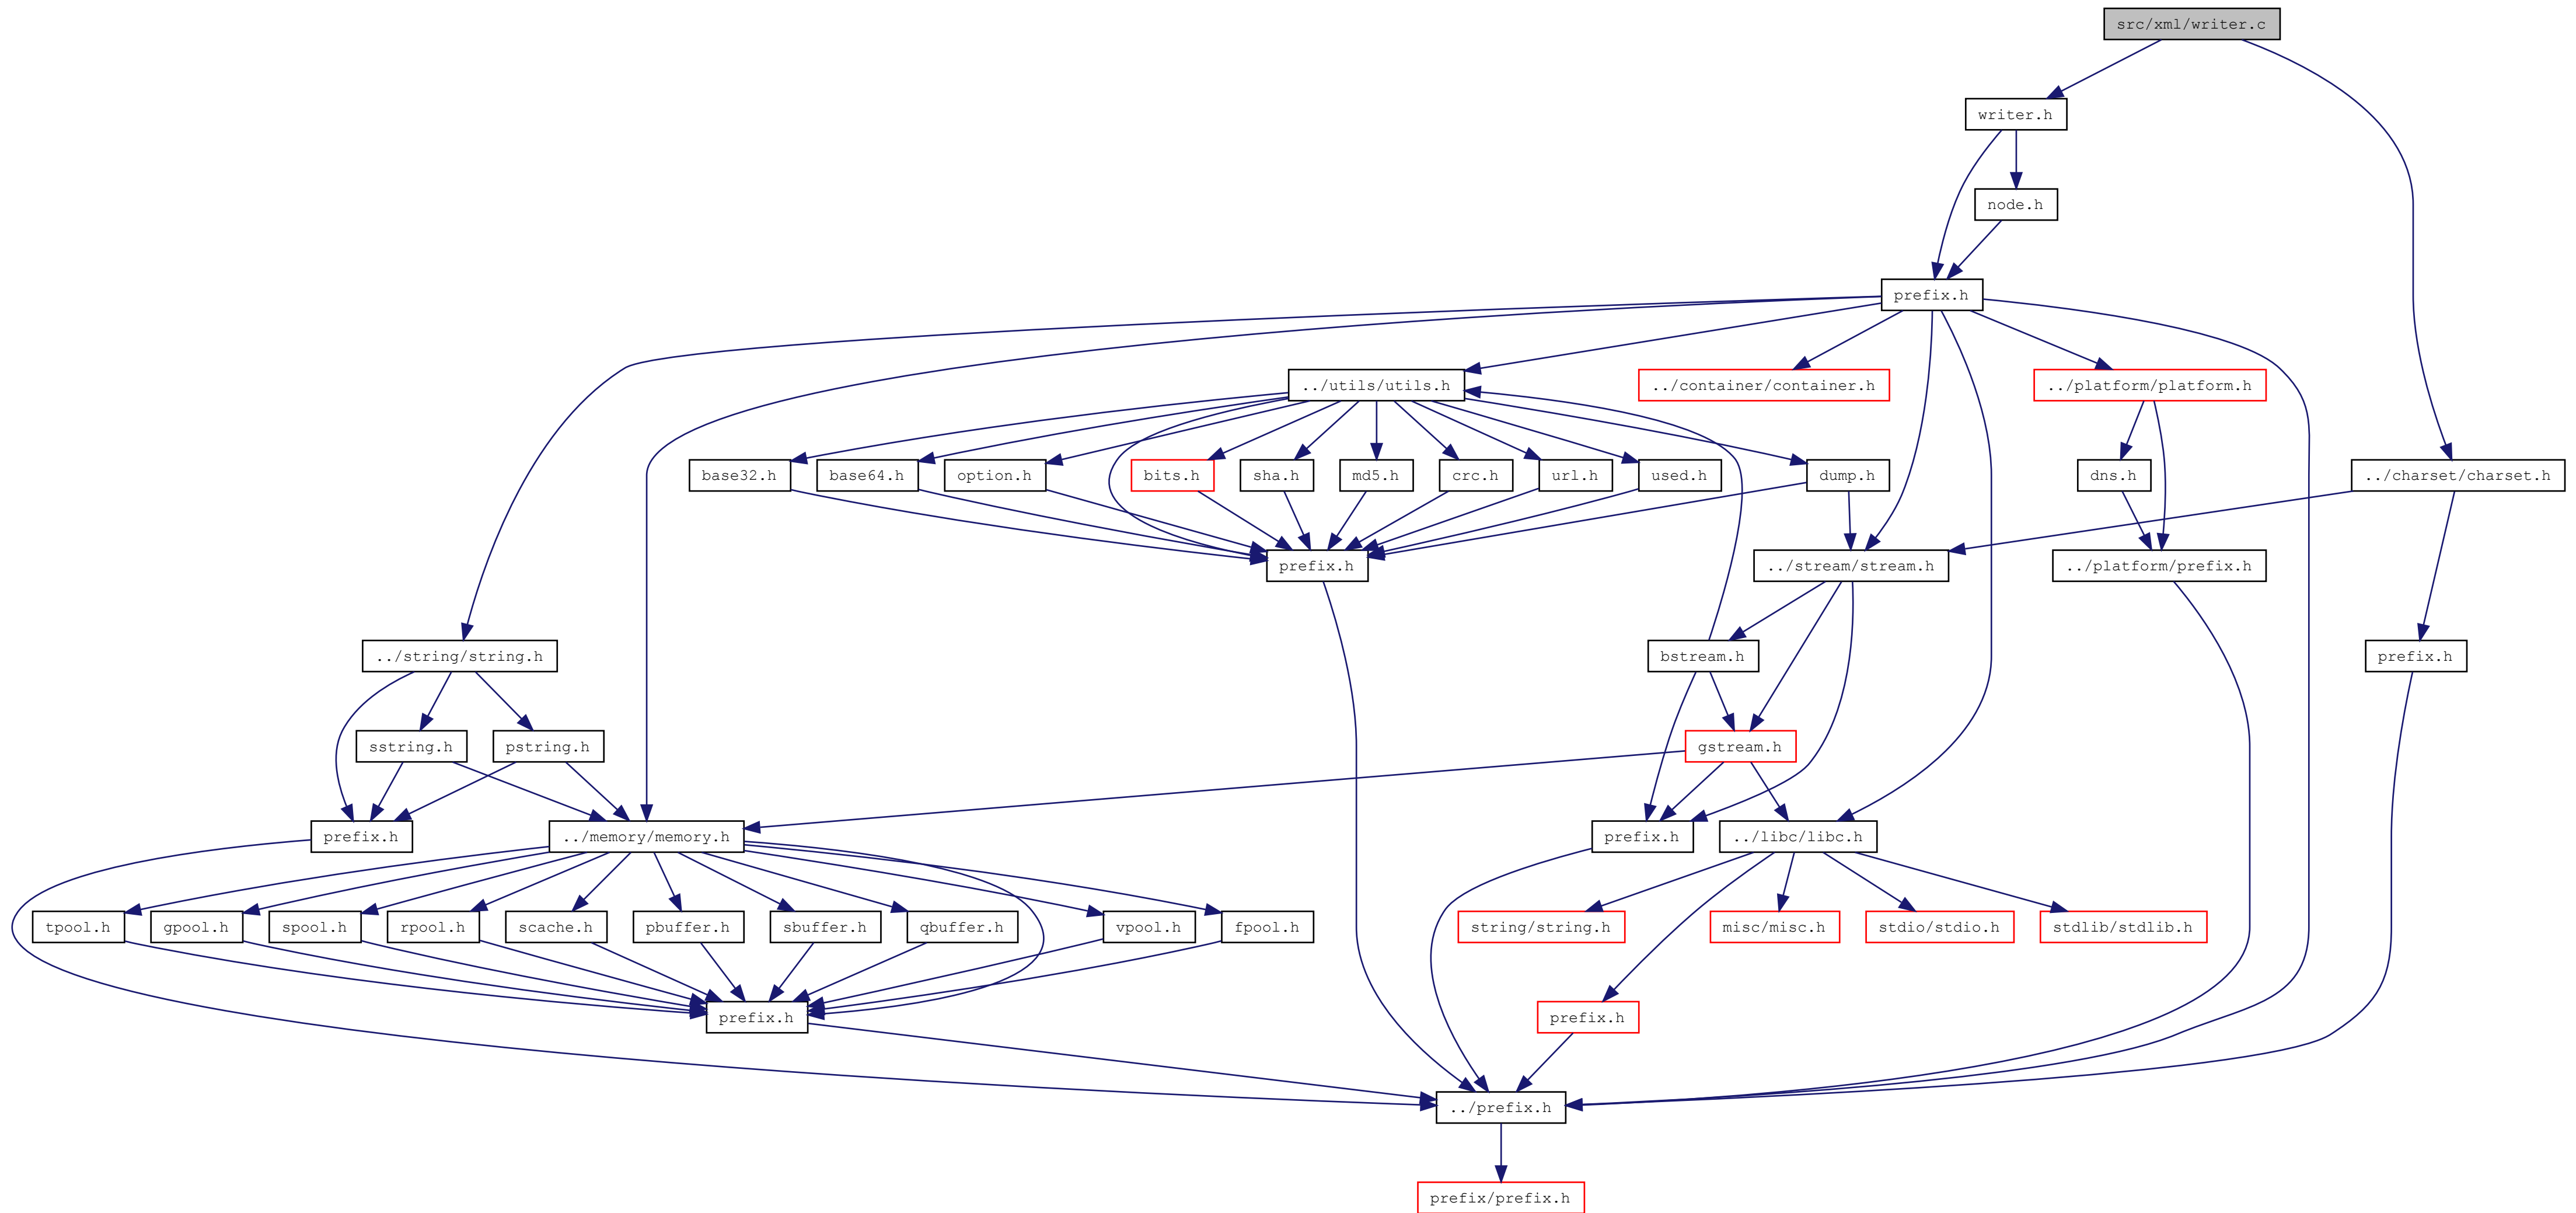 src/xml/writer.c
writer.h
node.h
prefix.h
../utils/utils.h
../container/container.h
../platform/platform.h
base32.h
base64.h
option.h
bits.h
sha.h
md5.h
crc.h
url.h
used.h
dump.h
dns.h
../charset/charset.h
prefix.h
../stream/stream.h
../platform/prefix.h
../string/string.h
bstream.h
prefix.h
sstring.h
pstring.h
gstream.h
prefix.h
../memory/memory.h
prefix.h
../libc/libc.h
tpool.h
gpool.h
spool.h
rpool.h
scache.h
pbuffer.h
sbuffer.h
qbuffer.h
vpool.h
fpool.h
string/string.h
misc/misc.h
stdio/stdio.h
stdlib/stdlib.h
prefix.h
prefix.h
../prefix.h
prefix/prefix.h